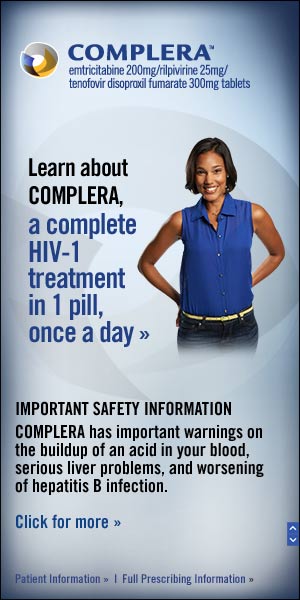 COMPLERA™
emtricitabine 200mg/rilpivirine 25mg/
tenofovir disoproxil fumarate 300mg tablets
Learn about
COMPLERA,
a complete
HIV-1
treatment
in 1 pill,
once a day »
IMPORTANT SAFETY INFORMATION
COMPLERA has important warnings on
the buildup of an acid in your blood,
serious liver problems, and worsening
of hepatitis B infection.
Click for more »
Patient Information » | Full Prescribing Information »